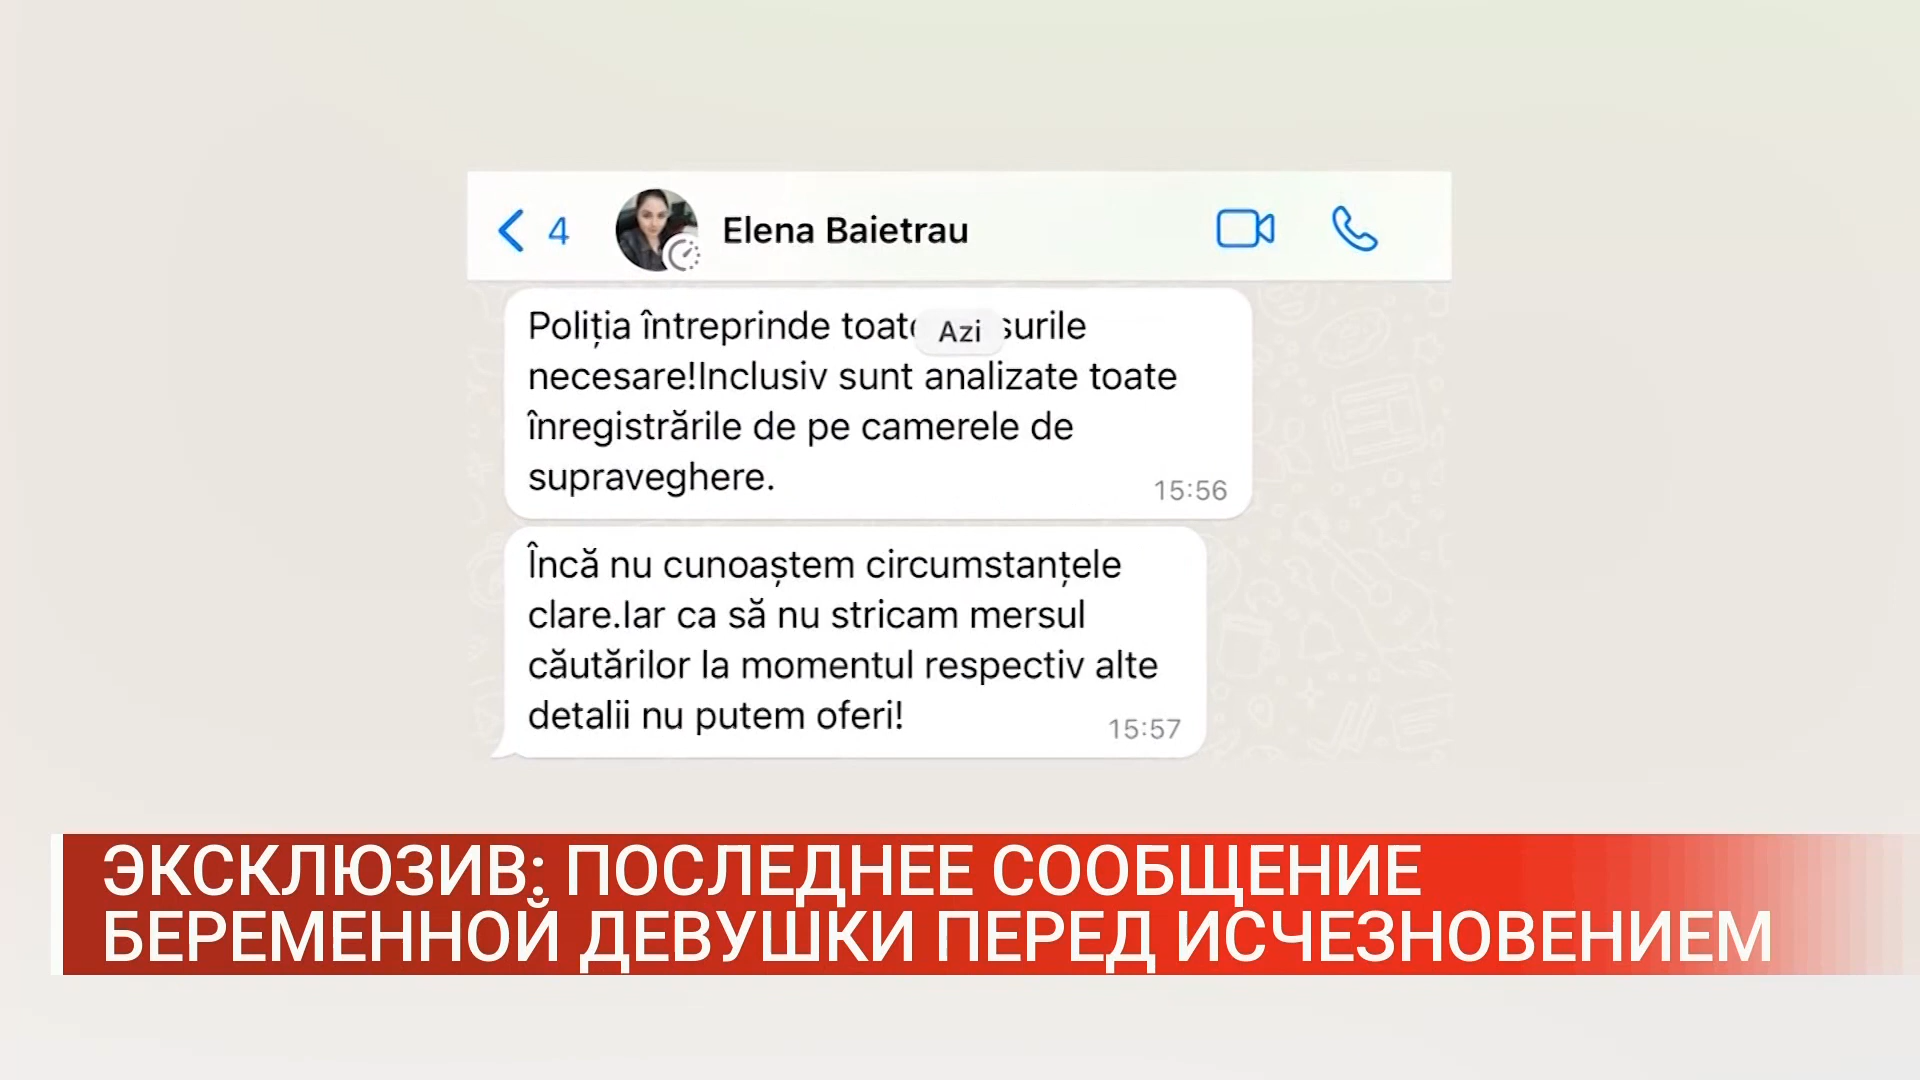 4 Elena Baietrau
Poliția întreprinde toate
Azi
necesare!Inclusiv sunt analizate toate
înregistrările de pe camerele de
supraveghere.
15:56
Încă nu cunoaștem circumstanțele
clare.Iar ca să nu stricam mersul
căutărilor la momentul respectiv alte
detalii nu putem oferi!
15:57
ЭКСКЛЮЗИВ: ПОСЛЕДНЕЕ СООБЩЕНИЕ
БЕРЕМЕННОЙ ДЕВУШКИ ПЕРЕД ИСЧЕЗНОВЕНИЕМ